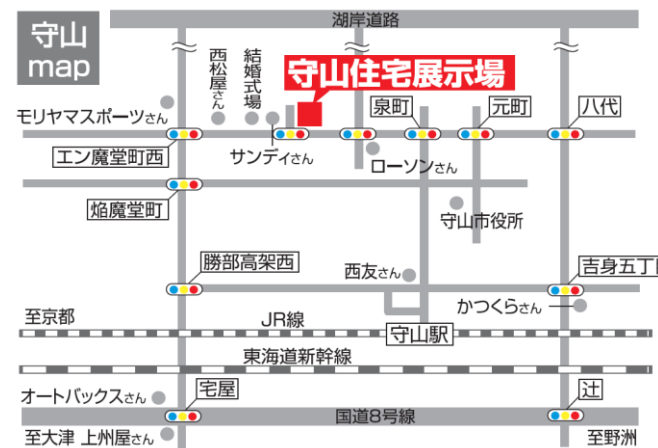 湖岸道路
守山
map
西松屋さん
結婚式場
守山住宅展示場
モリヤマスポーツさん
泉町
元町
八代
エン魔堂町西
サンディさん
ローソンさん
焔魔堂町
守山市役所
勝部高架西
西友さん
吉身五丁
かつくらさん
至京都
JR線
守山駅
東海道新幹線
オートバックスさん
宅屋
辻
国道8号線
至大津 上州屋さん
至野洲